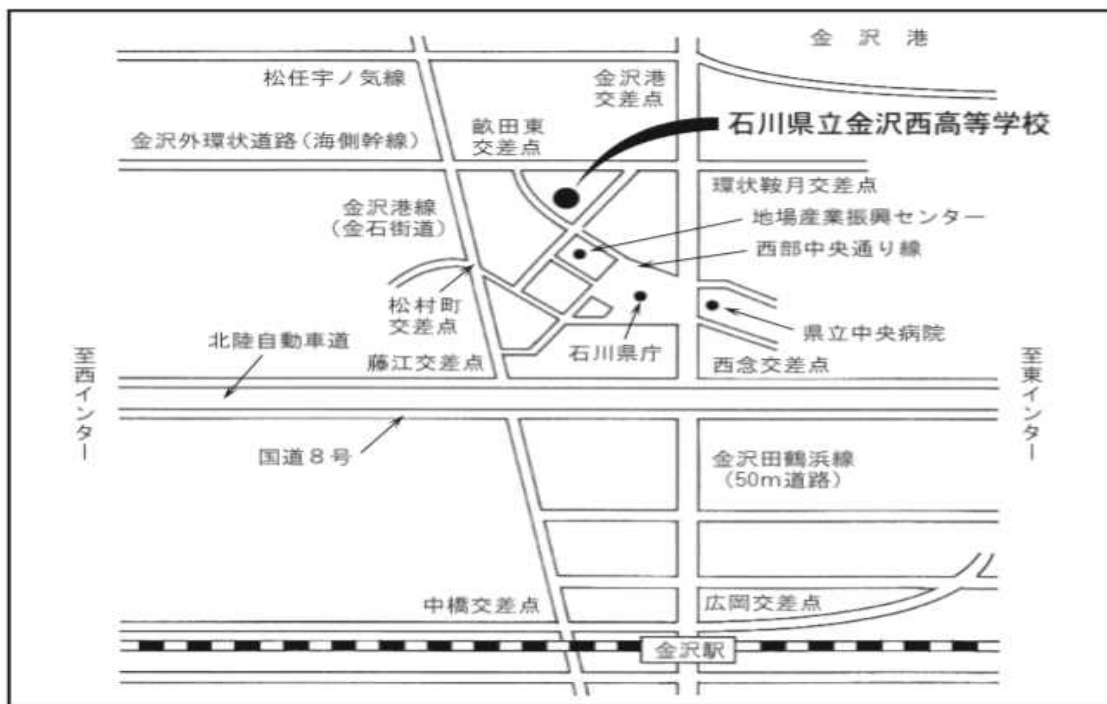 金沢港
松任宇ノ気線
金沢港
交差点
畝田東
交差点
石川県立金沢西高等学校
金沢外環状道路(海側幹線)
環状鞍月交差点
金沢港線
(金石街道)
地場産業振興センター
西部中央通り線
松村町
交差点
県立中央病院
北陸自動車道
石川県庁
藤江交差点
西念交差点
至西インター
至東インター
国道8号
金沢田鶴浜線
(50m道路)
中橋交差点
広岡交差点
金沢駅